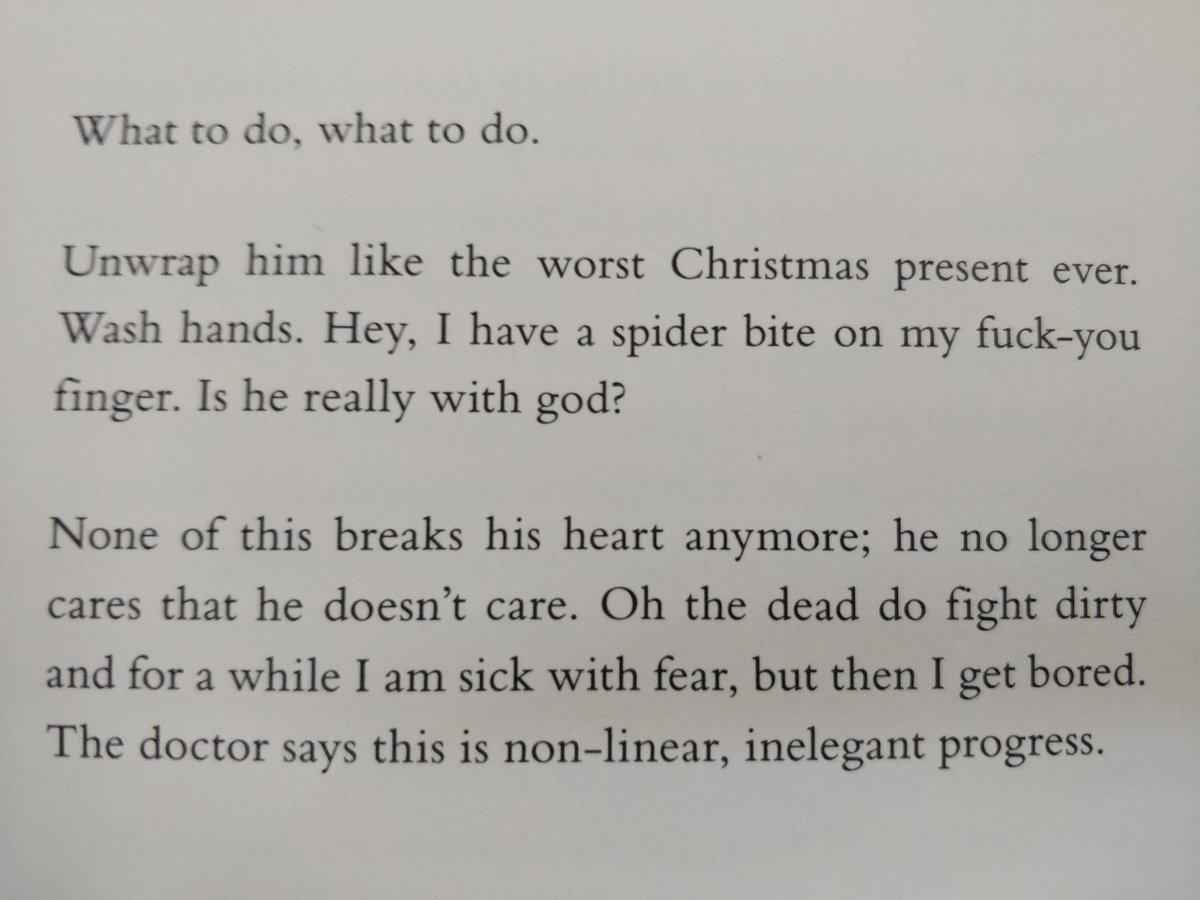 What to do, what to do.
Unwrap him like the worst Christmas present ever.
Wash hands. Hey, I have a spider bite on my fuck-you
finger. Is he really with god?
None of this breaks his heart anymore; he no longer
cares that he doesn't care. Oh the dead do fight dirty
and for a while I am sick with fear, but then I get bored.
The doctor says this is non-linear, inelegant progress.